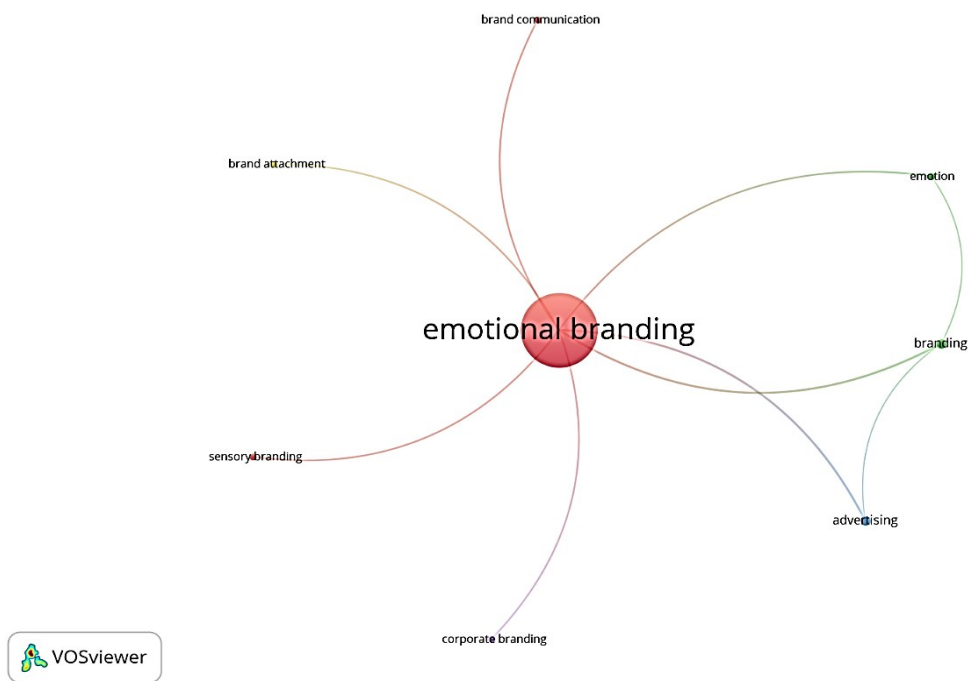 brand communication
brand attachment
emotion
emotional branding
branding
sensory branding
advertising
corporate branding
VOSviewer